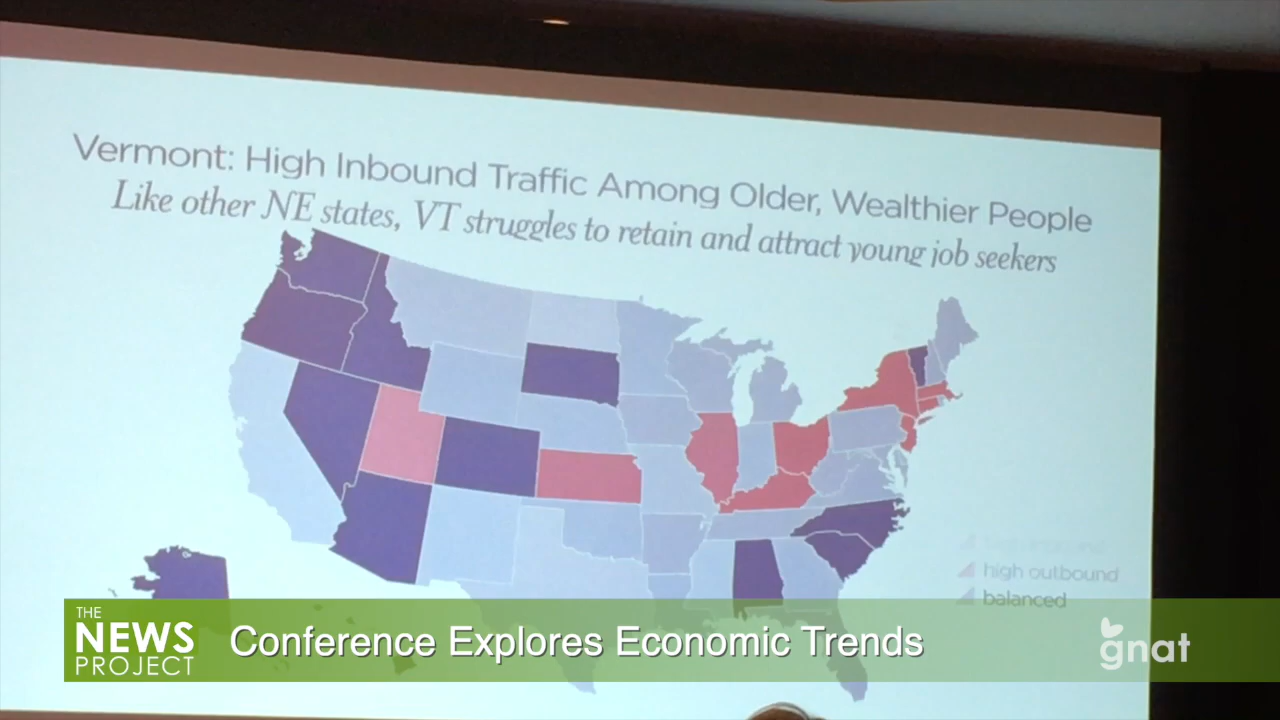 Vermont: High Inbound Traffic Among Older, Wealthier People
Like other NE states, VT struggles to retain and attract young job seekers
high outbound
balanced
THE
NEWS
PROJECT
Conference Explores Economic Trends
gnat